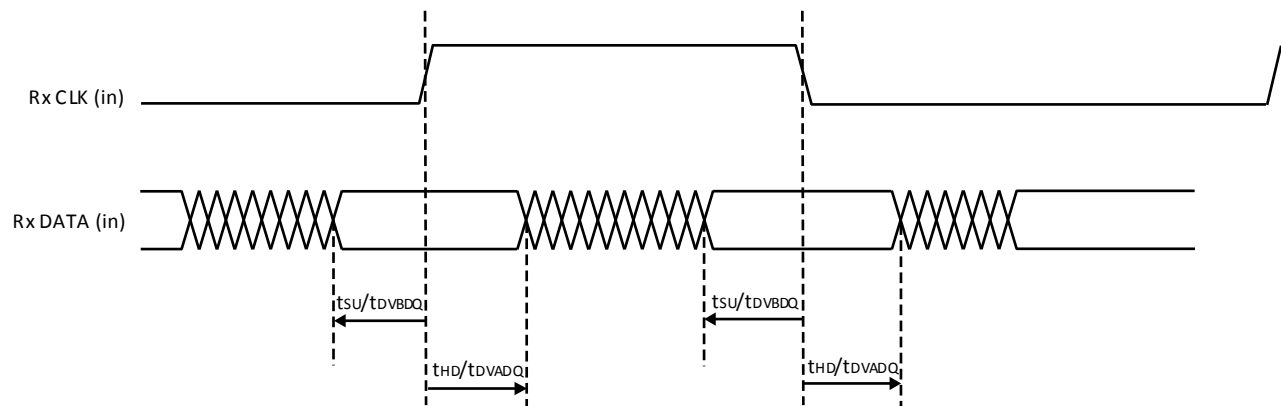 Rx CLK (in)
Rx DATA (in)
tSU/tDVBDQ
tSU/tDVBDQ
tHD/tDVADQ
tHD/tDVADQ